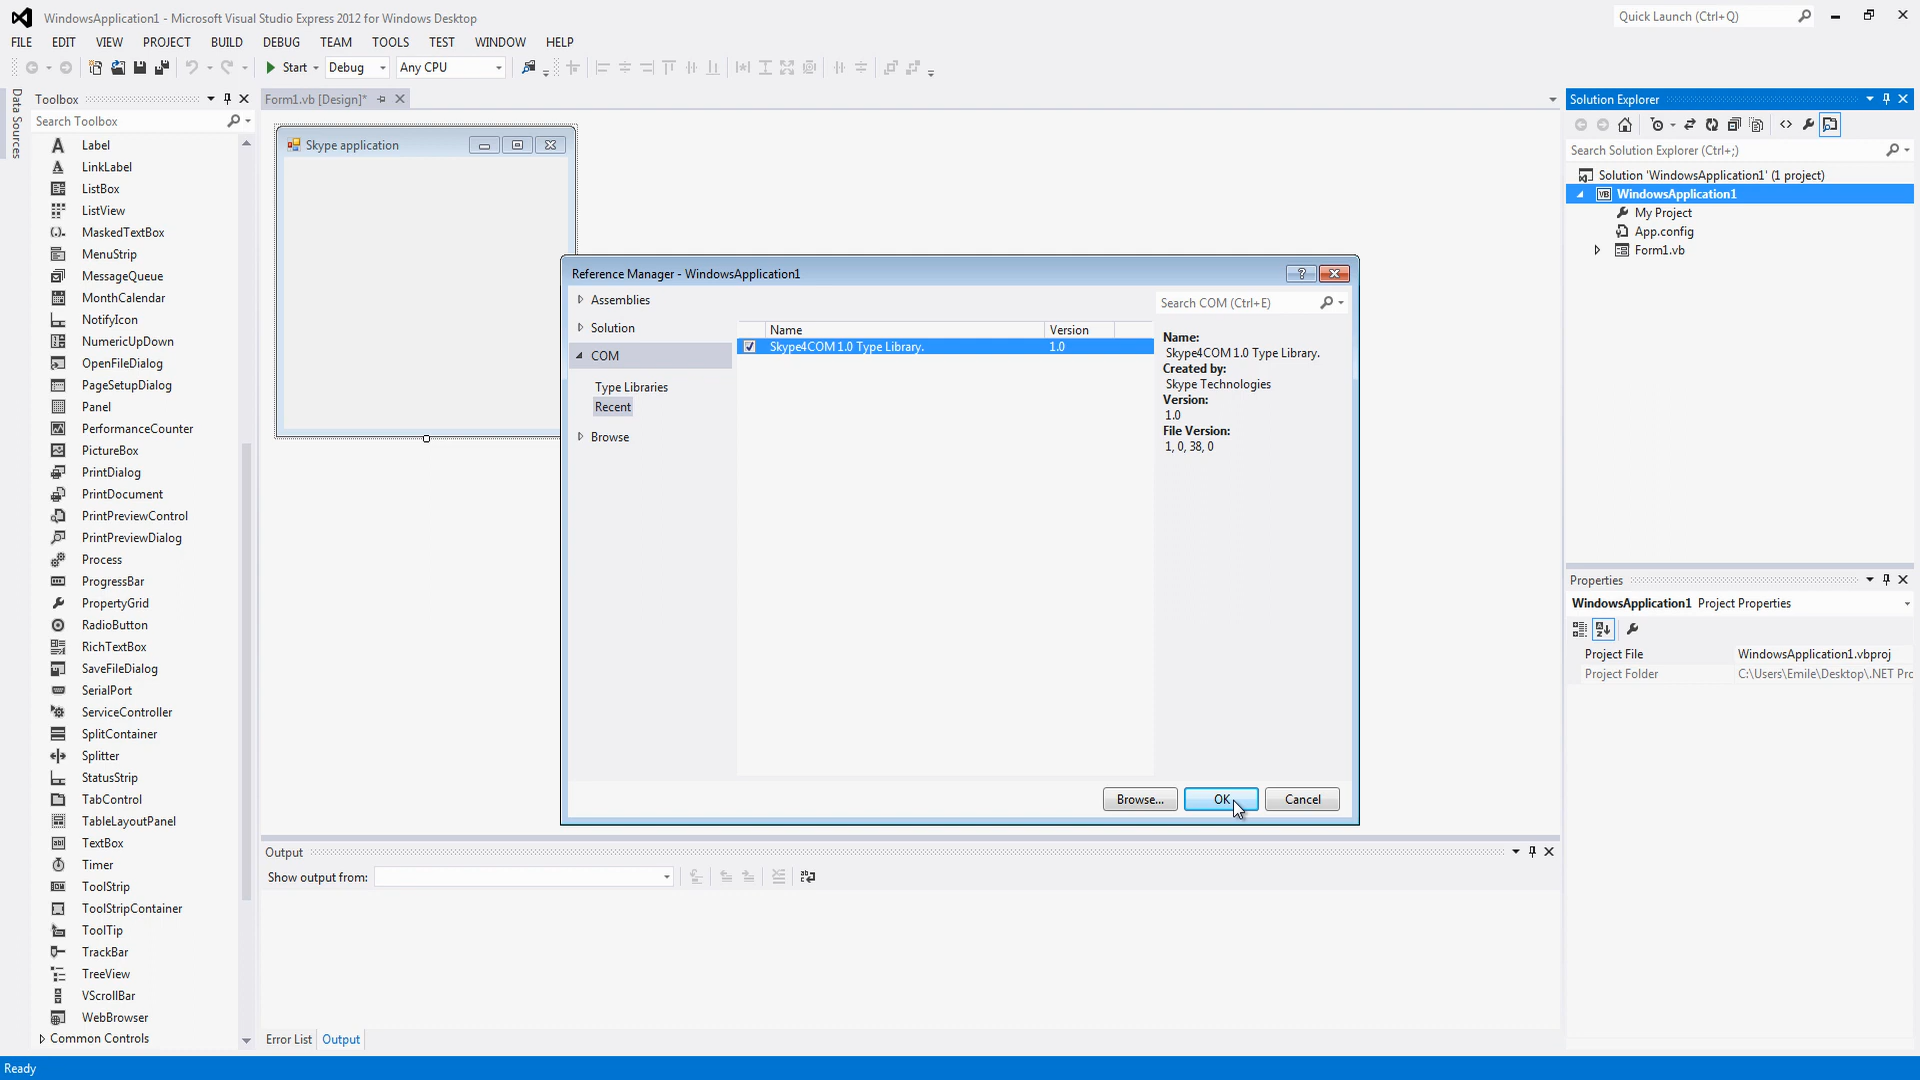 WindowsApplication1 - Microsoft Visual Studio Express 2012 for Windows Desktop
Quick Launch (Ctrl+Q)
FILE EDIT VIEW PROJECT BUILD DEBUG TEAM TOOLS TEST WINDOW HELP
Start Debug Any CPU
Data Sources
Toolbox
Search Toolbox
Label
LinkLabel
ListBox
ListView
MaskedTextBox
MenuStrip
MessageQueue
MonthCalendar
NotifyIcon
NumericUpDown
OpenFileDialog
PageSetupDialog
Panel
PerformanceCounter
PictureBox
PrintDialog
PrintDocument
PrintPreviewControl
PrintPreviewDialog
Process
ProgressBar
PropertyGrid
RadioButton
RichTextBox
SaveFileDialog
SerialPort
ServiceController
SplitContainer
Splitter
StatusStrip
TabControl
TableLayoutPanel
TextBox
Timer
ToolStrip
ToolStripContainer
ToolTip
TrackBar
TreeView
VScrollBar
WebBrowser
Common Controls
Form1.vb [Design]*
Skype application
Reference Manager - WindowsApplication1
Assemblies
Solution
COM
Type Libraries
Recent
Browse
Name Version
Skype4COM 1.0 Type Library. 1.0
Search COM (Ctrl+E)
Name:
Skype4COM 1.0 Type Library.
Created by:
Skype Technologies
Version:
1.0
File Version:
1, 0, 38, 0
Browse... OK Cancel
Output
Show output from:
Error List Output
Solution Explorer
Search Solution Explorer (Ctrl+;)
Solution 'WindowsApplication1' (1 project)
WindowsApplication1
My Project
App.config
Form1.vb
Properties
WindowsApplication1 Project Properties
Project File WindowsApplication1.vbproj
Project Folder C:\Users\Emile\Desktop\.NET Prc
Ready